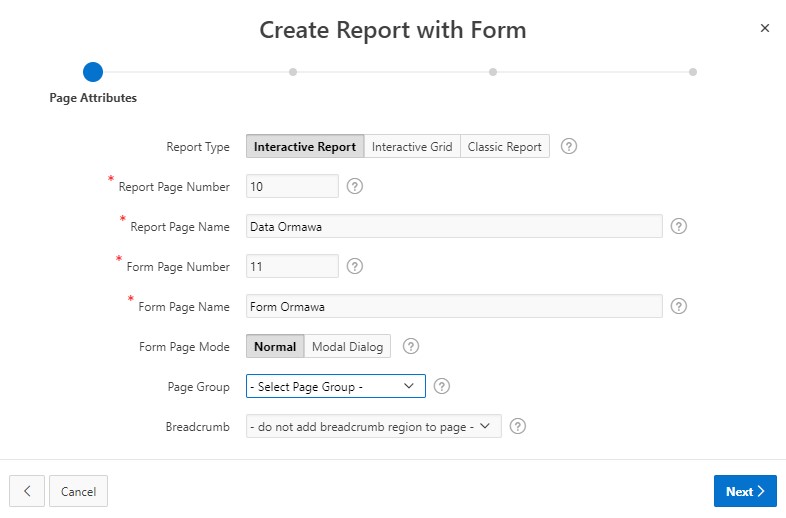 Create Report with Form
Page Attributes
Report Type Interactive Report Interactive Grid Classic Report ?
* Report Page Number 10 ?
* Report Page Name Data Ormawa ?
* Form Page Number 11 ?
* Form Page Name Form Ormawa ?
Form Page Mode Normal Modal Dialog ?
Page Group - Select Page Group - ?
Breadcrumb - do not add breadcrumb region to page - ?
Cancel Next